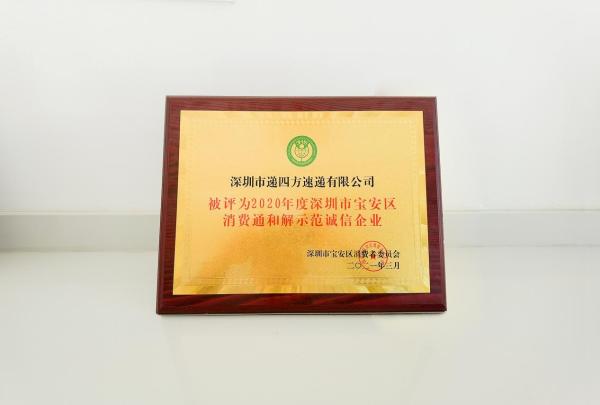 深圳市递四方速递有限公司
被评为2020年度深圳市宝安区
消费通和解示范诚信企业
深圳市宝安区消费者委员会
二〇二一年三月